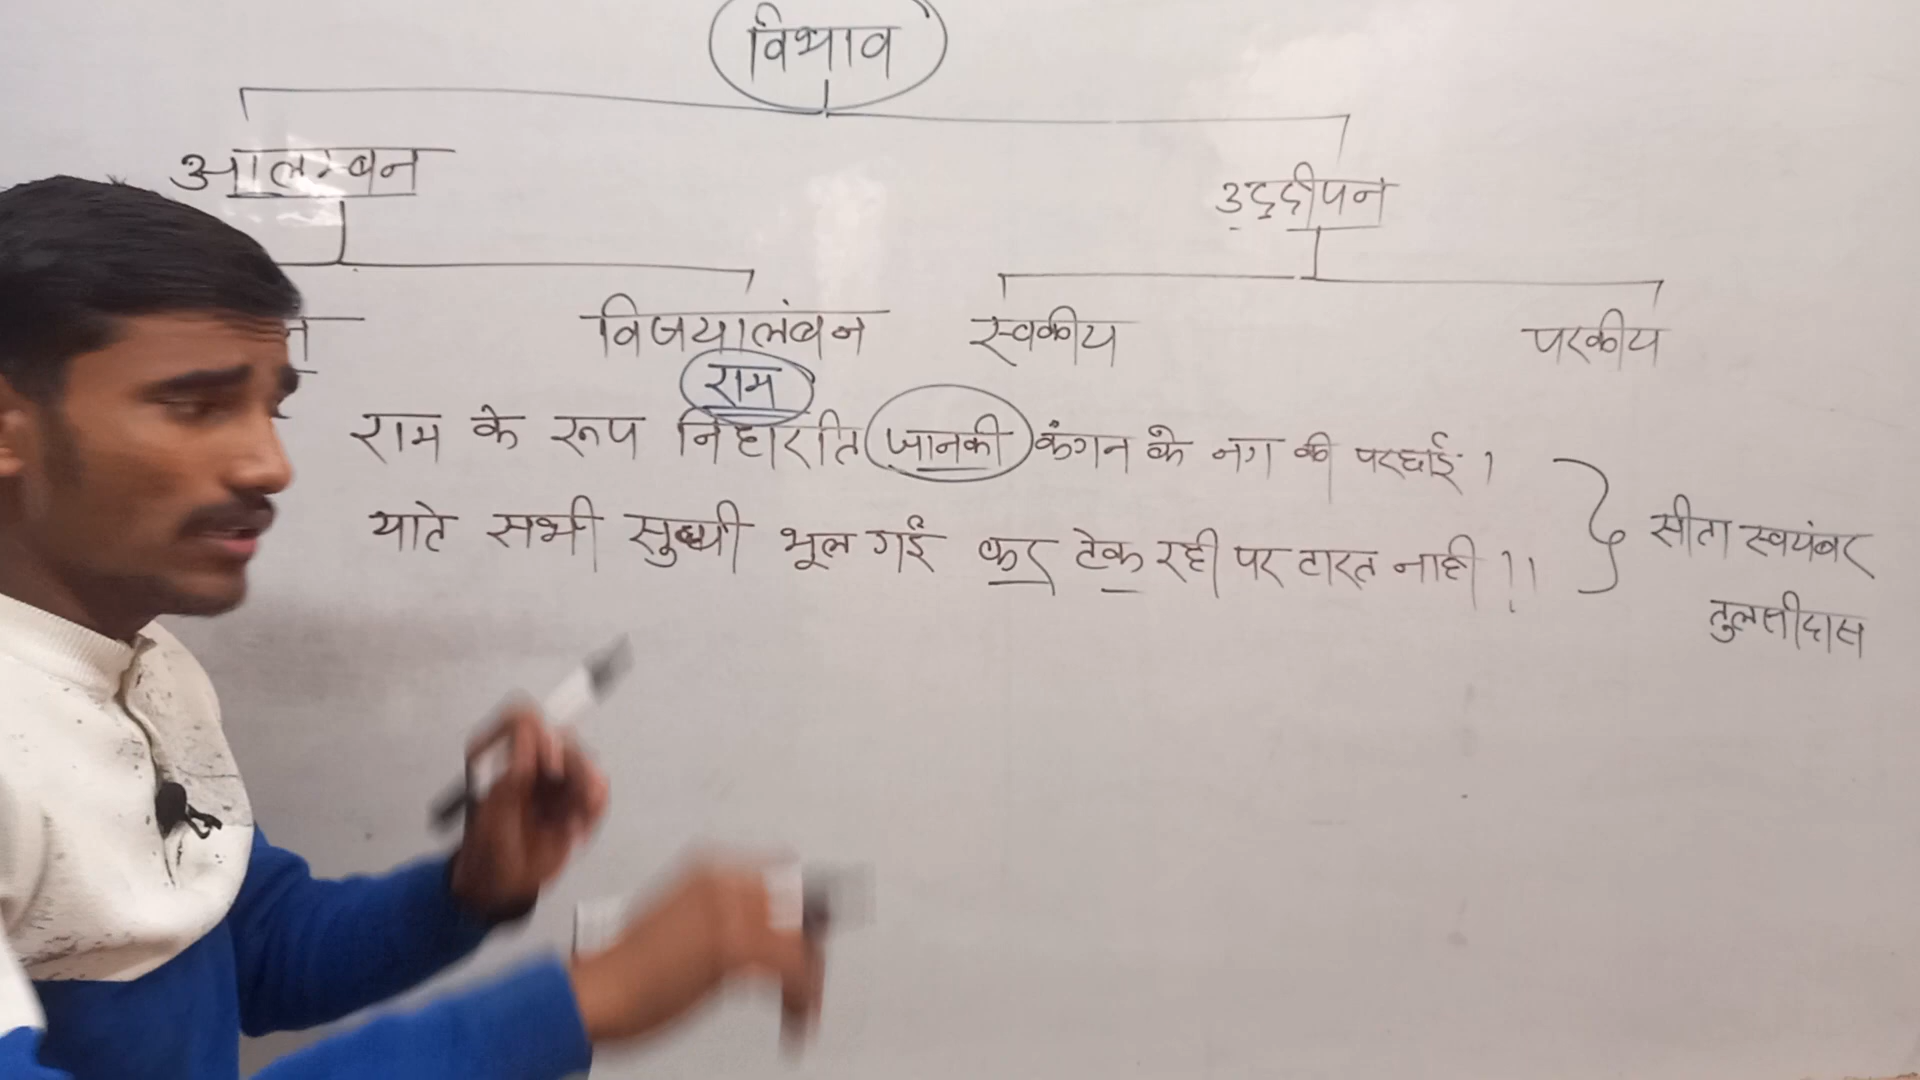 विभाव
आलम्बन
उद्दीपन
विजयालंबन
स्वकीय
परकीय
राम
राम के रूप निहारति जानकी कंगन के नग की परछाई ।
याते सभी सुधी भूल गई कर टेक रही पर टारत नाही ।।
सीता स्वयंबर
तुलसीदास